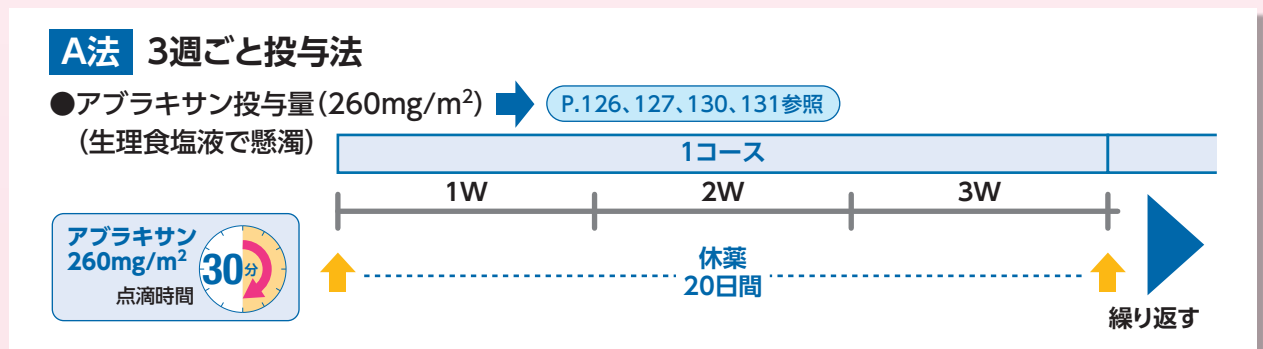 A法 3週ごと投与法
●アブラキサン投与量(260mg/m²) P.126、127、130、131参照
(生理食塩液で懸濁)
1コース
1W 2W 3W
アブラキサン
260mg/m²
点滴時間
30分
休薬
20日間
繰り返す